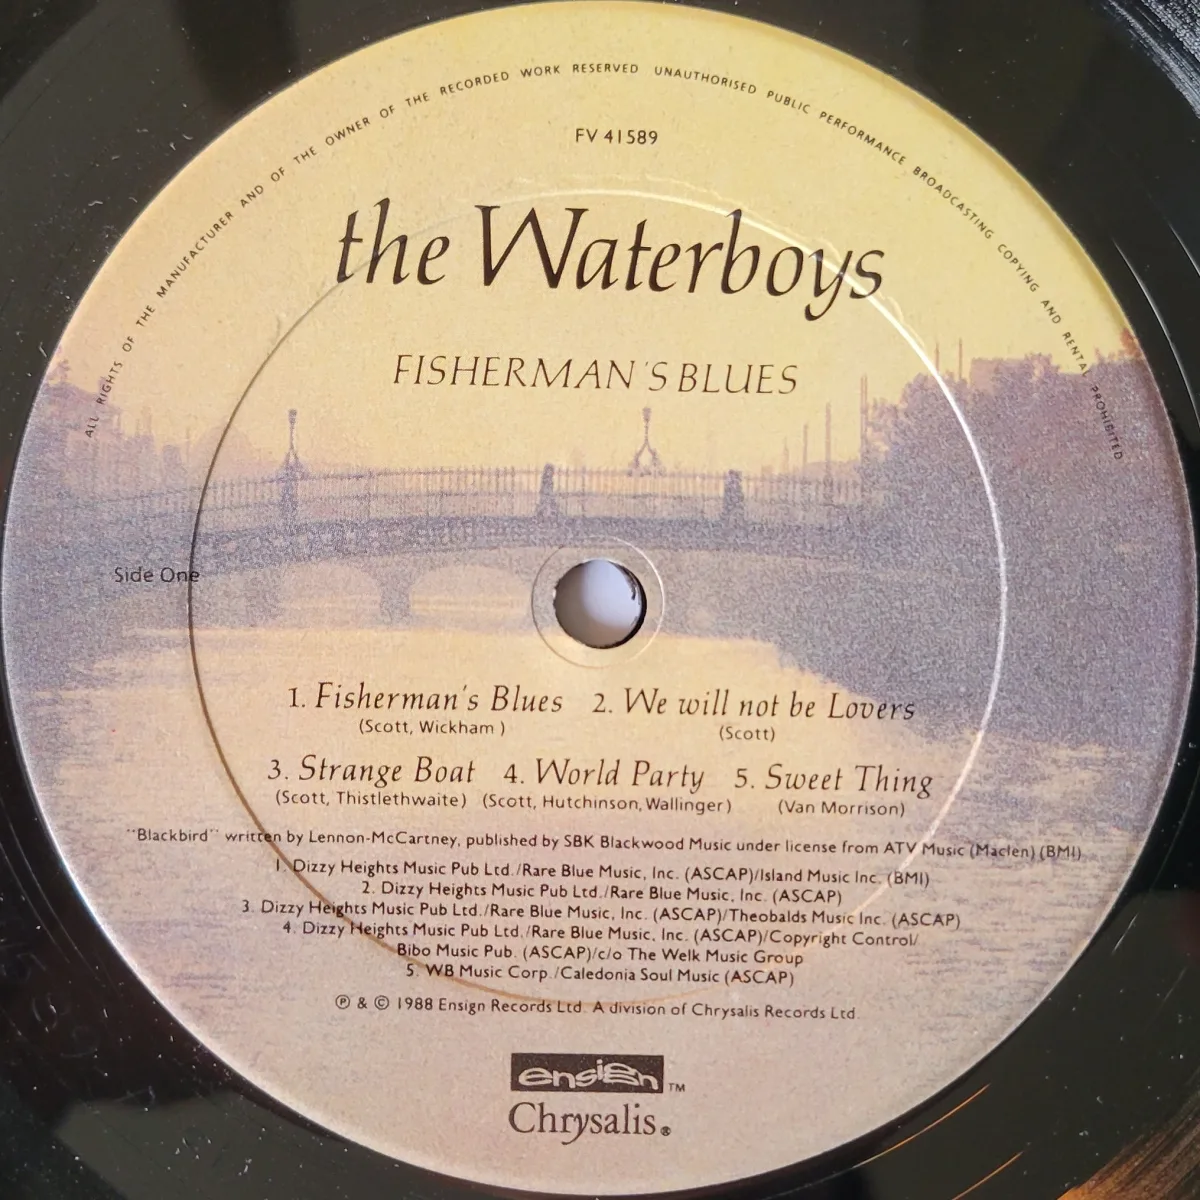 ALL RIGHTS OF THE MANUFACTURER AND OF THE OWNER OF THE RECORDED WORK RESERVED UNAUTHORISED PUBLIC PERFORMANCE BROADCASTING COPYING AND RENTAL PROHIBITED
FV 41589
the Waterboys
FISHERMAN'S BLUES
Side One
1. Fisherman's Blues 2. We will not be Lovers
(Scott, Wickham ) (Scott)
3. Strange Boat 4. World Party 5. Sweet Thing
(Scott, Thistlethwaite) (Scott, Hutchinson, Wallinger) (Van Morrison)
"Blackbird" written by Lennon-McCartney, published by SBK Blackwood Music under license from ATV Music (Maclen) (BMI)
1. Dizzy Heights Music Pub Ltd./Rare Blue Music, Inc. (ASCAP)/Island Music Inc. (BMI)
2. Dizzy Heights Music Pub Ltd./Rare Blue Music, Inc. (ASCAP)
3. Dizzy Heights Music Pub Ltd./Rare Blue Music, Inc. (ASCAP)/Theobalds Music Inc. (ASCAP)
4. Dizzy Heights Music Pub Ltd./Rare Blue Music, Inc. (ASCAP)/Copyright Control/
Bibo Music Pub. (ASCAP)/c/o The Welk Music Group
5. WB Music Corp./Caledonia Soul Music (ASCAP)
℗ & © 1988 Ensign Records Ltd. A division of Chrysalis Records Ltd.
ensign ™
Chrysalis®